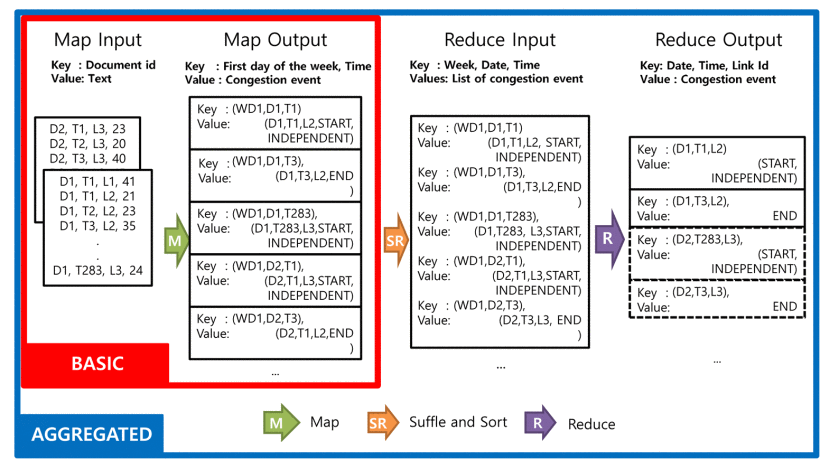 Map Input
Key : Document id
Value: Text
D2, T1, L3, 23
D2, T2, L3, 20
D2, T3, L3, 40
D1, T1, L1, 41
D1, T1, L2, 21
D1, T2, L2, 23
D1, T3, L2, 35
.
.
D1, T283, L3, 24
Map Output
Key : First day of the week, Time
Value : Congestion event
Key : (WD1,D1,T1)
Value: (D1,T1,L2,START,
INDEPENDENT)
Key : (WD1,D1,T3),
Value: (D1,T3,L2,END
)
Key : (WD1,D1,T283),
Value: (D1,T283,L3,START,
INDEPENDENT)
Key : (WD1,D2,T1),
Value: (D2,T1,L3,START,
INDEPENDENT)
Key : (WD1,D2,T3),
Value: (D2,T1,L2,END
)
...
Reduce Input
Key : Week, Date, Time
Values: List of congestion event
Key : (WD1,D1,T1)
Value: (D1,T1,L2, START,
INDEPENDENT)
Key : (WD1,D1,T3),
Value: (D1,T3,L2,END
)
Key : (WD1,D1,T283),
Value: (D1,T283, L3,START,
INDEPENDENT)
Key : (WD1,D2,T1),
Value: (D2,T1,L3,START,
INDEPENDENT)
Key : (WD1,D2,T3),
Value: (D2,T3,L3, END
)
...
Reduce Output
Key: Date, Time, Link Id
Value : Congestion event
Key : (D1,T1,L2)
Value: (START,
INDEPENDENT)
Key : (D1,T3,L2),
Value: END
Key : (D2,T283,L3),
Value: (START,
INDEPENDENT)
Key : (D2,T3,L3),
Value: END
...
M
SR
R
BASIC
AGGREGATED
M Map
SR Suffle and Sort
R Reduce